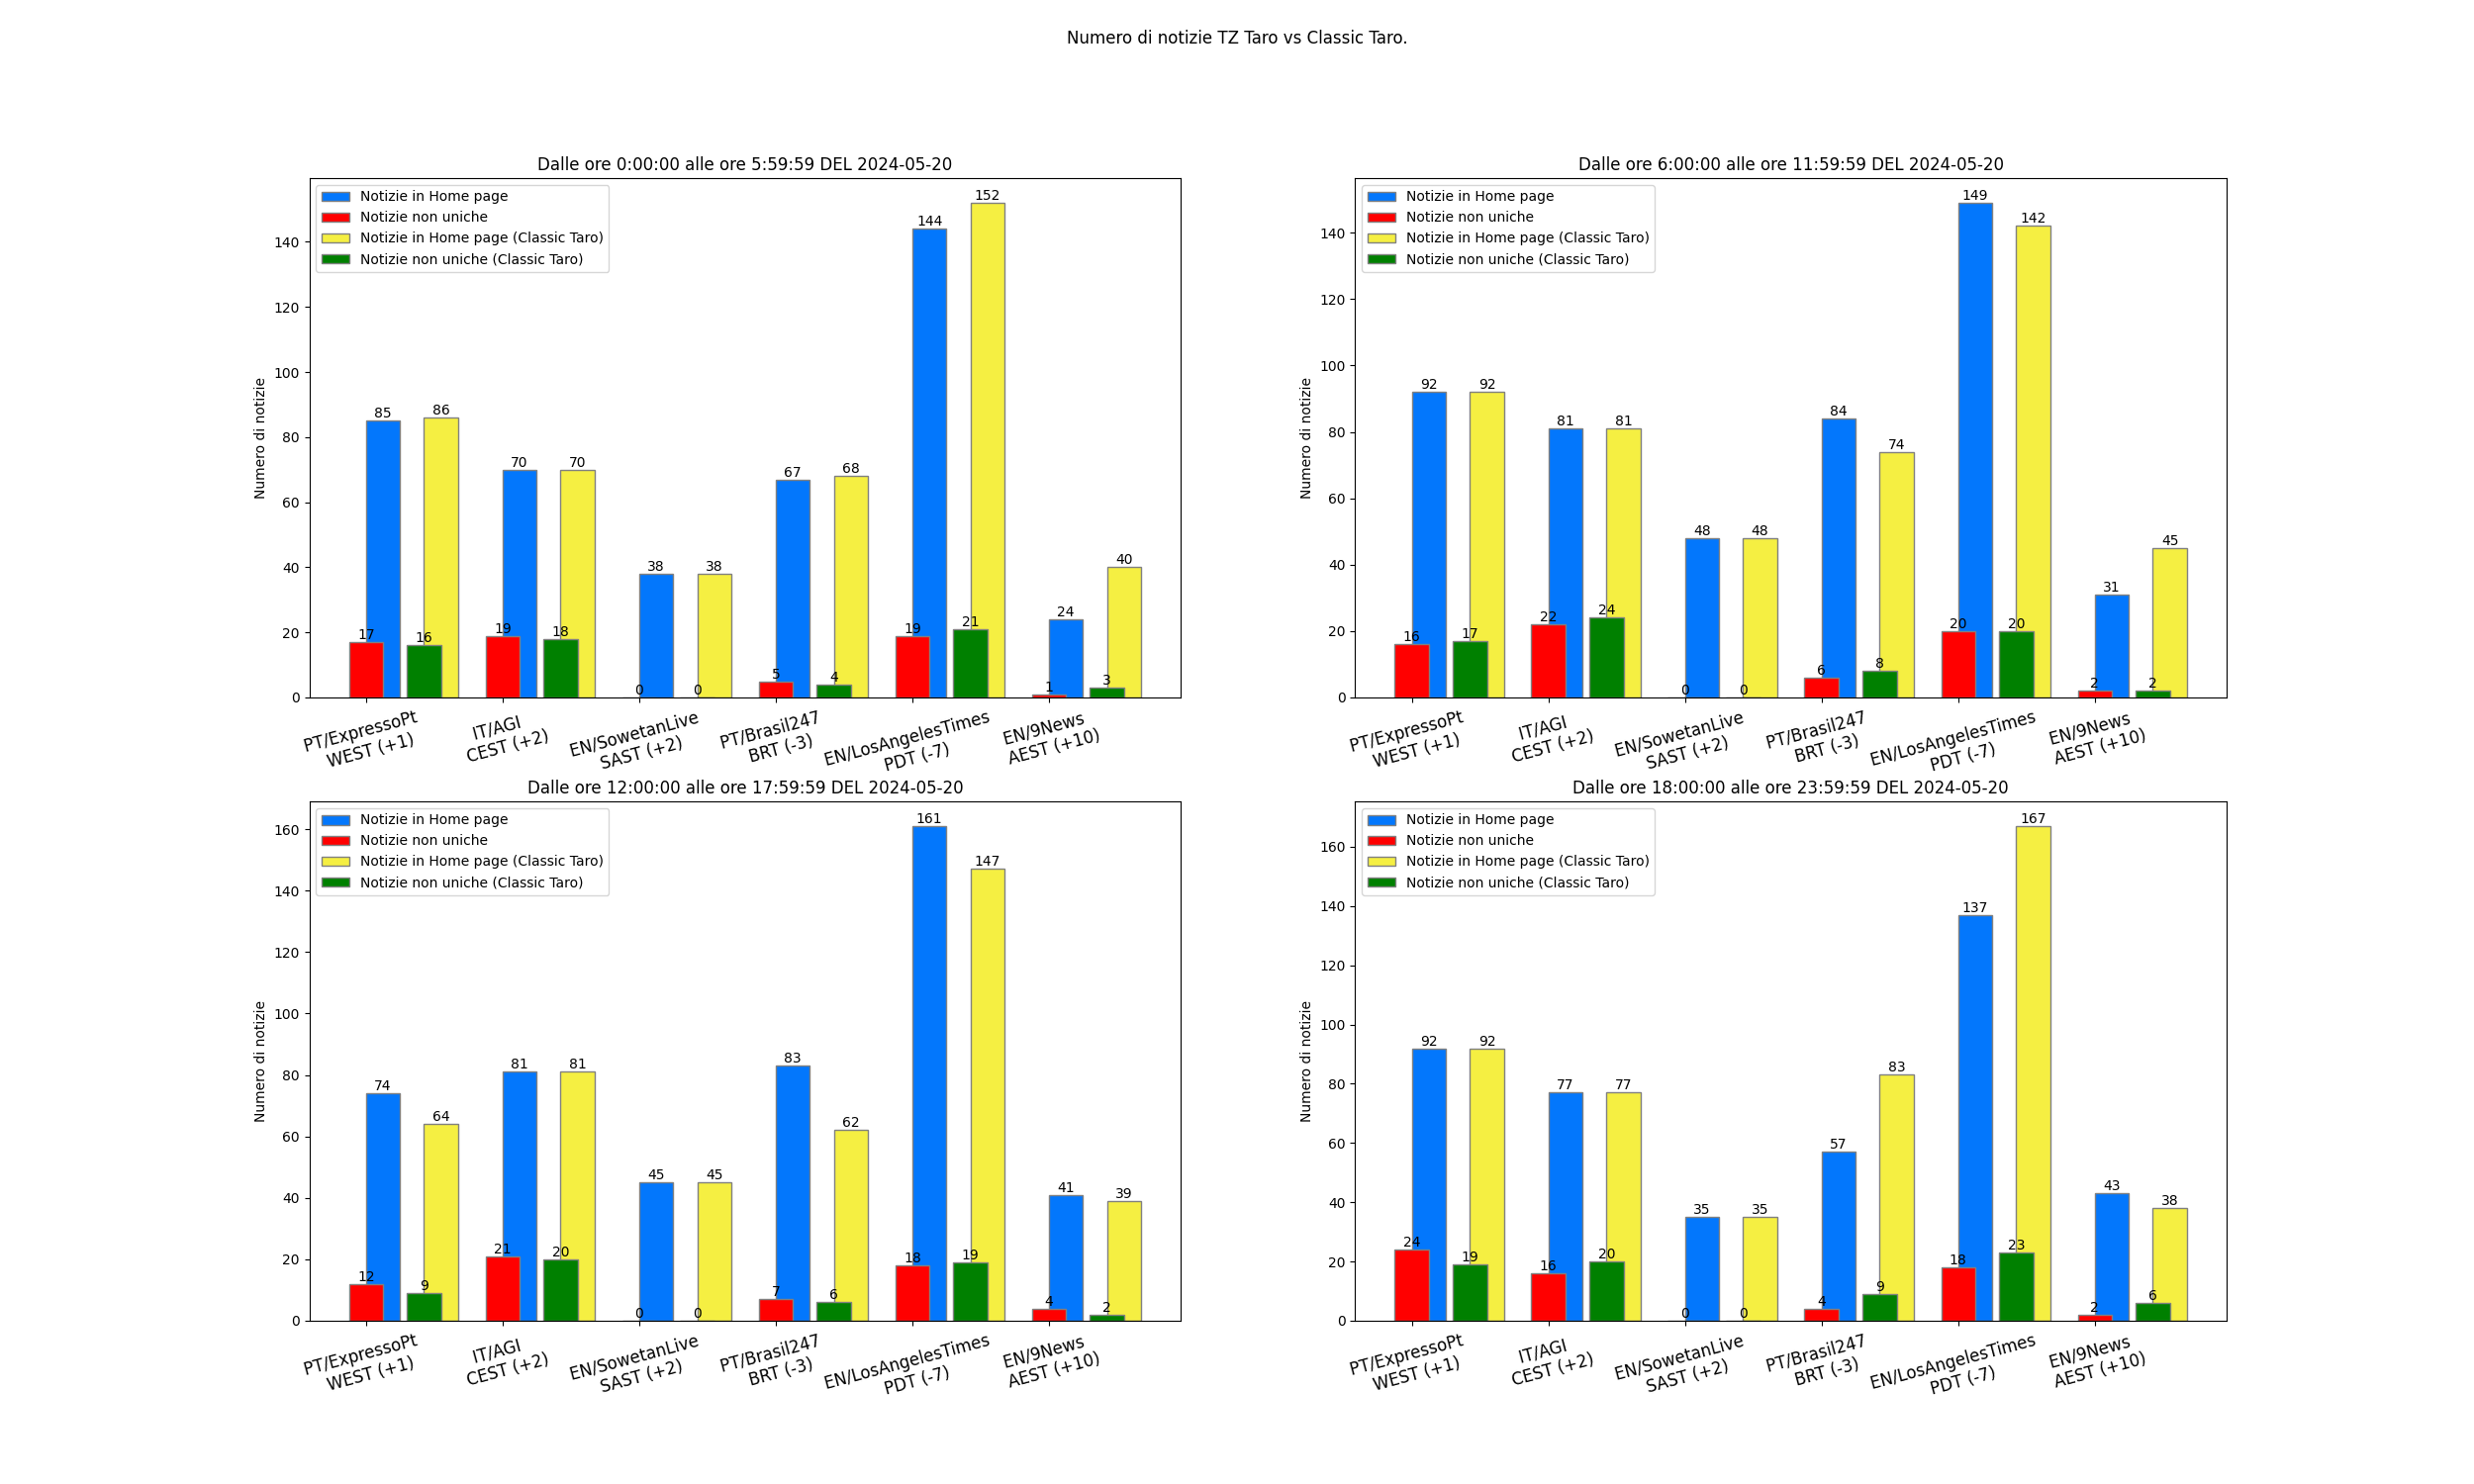 Numero di notizie TZ Taro vs Classic Taro.
Dalle ore 0:00:00 alle ore 5:59:59 DEL 2024-05-20
Notizie in Home page
Notizie non uniche
Notizie in Home page (Classic Taro)
Notizie non uniche (Classic Taro)
Numero di notizie
140
120
100
80
60
40
20
0
85
86
70
70
38
38
67
68
144
152
24
40
17
16
19
18
0
0
5
4
19
21
1
3
PT/ExpressoPt
WEST (+1)
IT/AGI
CEST (+2)
EN/SowetanLive
SAST (+2)
PT/Brasil247
BRT (-3)
EN/LosAngelesTimes
PDT (-7)
EN/9News
AEST (+10)
Dalle ore 6:00:00 alle ore 11:59:59 DEL 2024-05-20
Notizie in Home page
Notizie non uniche
Notizie in Home page (Classic Taro)
Notizie non uniche (Classic Taro)
Numero di notizie
140
120
100
80
60
40
20
0
92
92
81
81
48
48
84
74
149
142
31
45
16
17
22
24
0
0
6
8
20
20
2
2
PT/ExpressoPt
WEST (+1)
IT/AGI
CEST (+2)
EN/SowetanLive
SAST (+2)
PT/Brasil247
BRT (-3)
EN/LosAngelesTimes
PDT (-7)
EN/9News
AEST (+10)
Dalle ore 12:00:00 alle ore 17:59:59 DEL 2024-05-20
Notizie in Home page
Notizie non uniche
Notizie in Home page (Classic Taro)
Notizie non uniche (Classic Taro)
Numero di notizie
160
140
120
100
80
60
40
20
0
74
64
81
81
45
45
83
62
161
147
41
39
12
9
21
20
0
0
7
6
18
19
4
2
PT/ExpressoPt
WEST (+1)
IT/AGI
CEST (+2)
EN/SowetanLive
SAST (+2)
PT/Brasil247
BRT (-3)
EN/LosAngelesTimes
PDT (-7)
EN/9News
AEST (+10)
Dalle ore 18:00:00 alle ore 23:59:59 DEL 2024-05-20
Notizie in Home page
Notizie non uniche
Notizie in Home page (Classic Taro)
Notizie non uniche (Classic Taro)
Numero di notizie
160
140
120
100
80
60
40
20
0
92
92
77
77
35
35
57
83
137
167
43
38
24
19
16
20
0
0
4
9
18
23
2
6
PT/ExpressoPt
WEST (+1)
IT/AGI
CEST (+2)
EN/SowetanLive
SAST (+2)
PT/Brasil247
BRT (-3)
EN/LosAngelesTimes
PDT (-7)
EN/9News
AEST (+10)